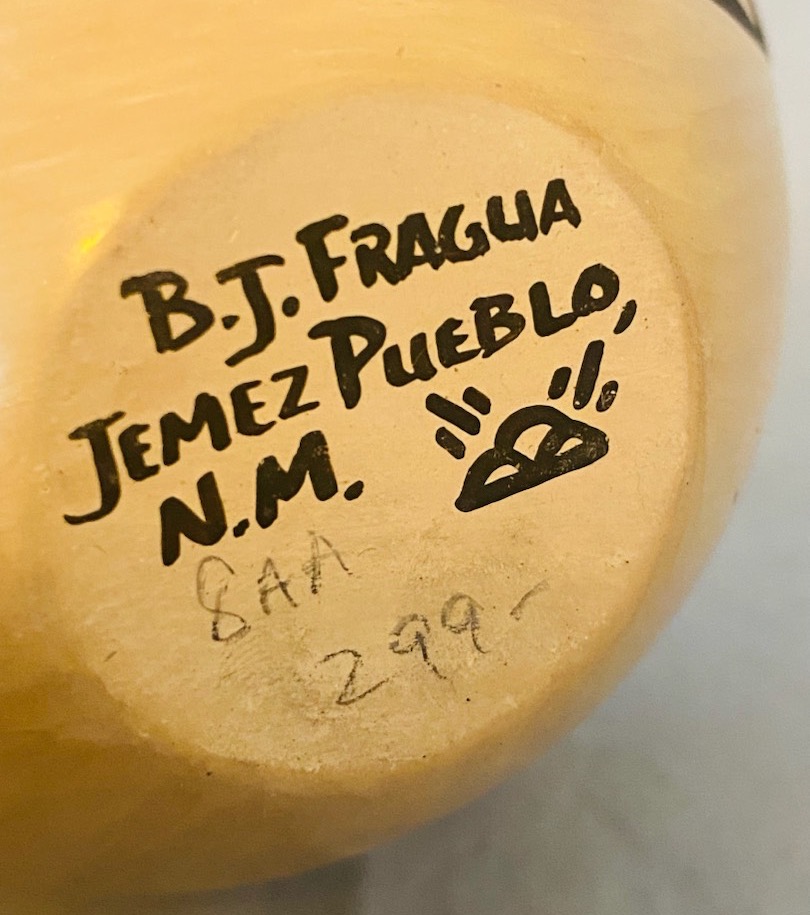 B.J. FRAGUA
JEMEZ PUEBLO,
N.M.
8AA
299-